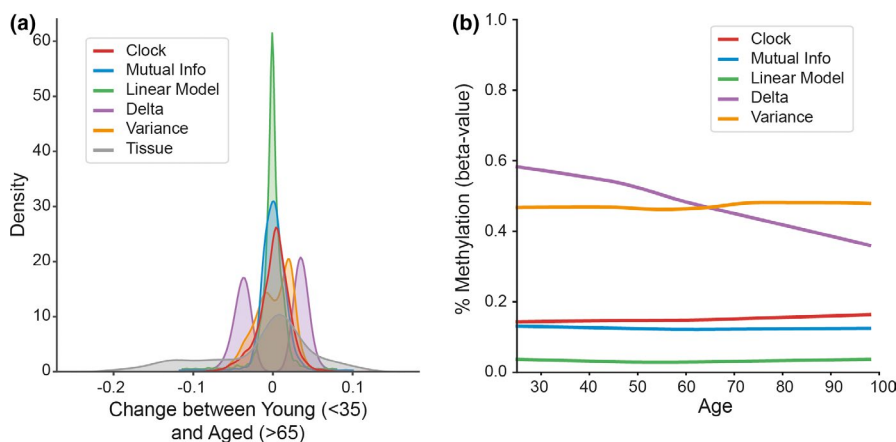 (a)
Density
60
50
40
30
20
10
0
Clock
Mutual Info
Linear Model
Delta
Variance
Tissue
-0.2
-0.1
0
0.1
Change between Young (<35)
and Aged (>65)
(b)
% Methylation (beta-value)
1.0
0.8
0.6
0.4
0.2
0.0
Clock
Mutual Info
Linear Model
Delta
Variance
30
40
50
60
70
80
90
100
Age